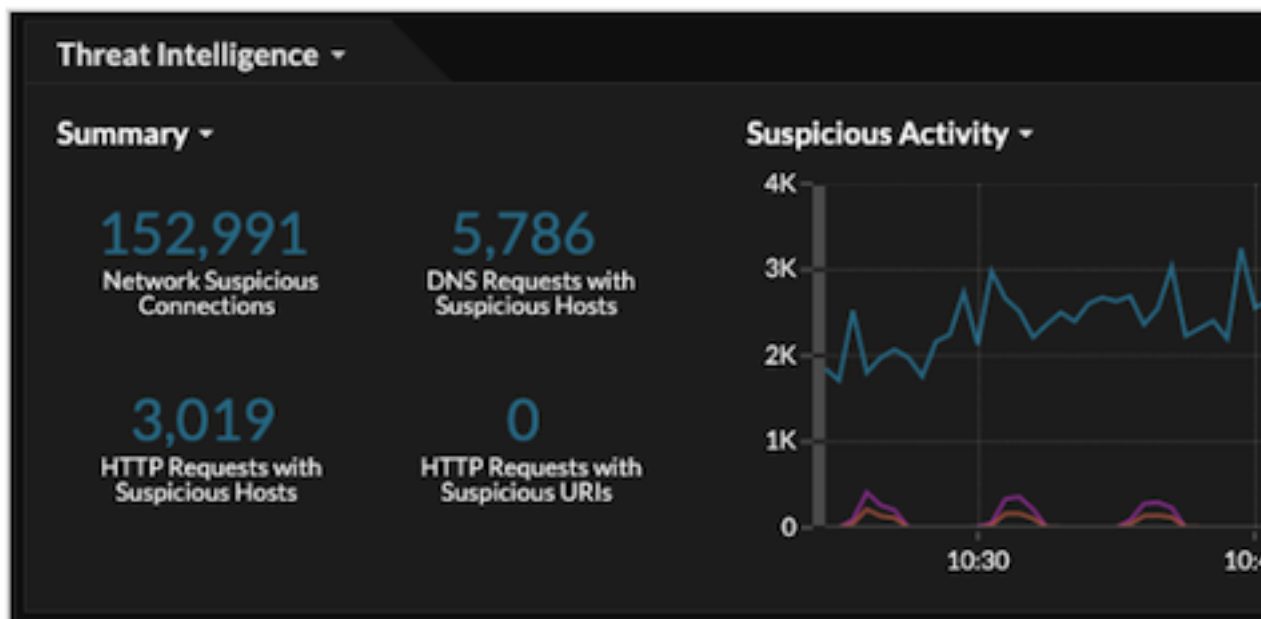 Threat Intelligence
Summary
152,991
Network Suspicious
Connections
5,786
DNS Requests with
Suspicious Hosts
3,019
HTTP Requests with
Suspicious Hosts
0
HTTP Requests with
Suspicious URIs
Suspicious Activity
4K
3K
2K
1K
0
10:30